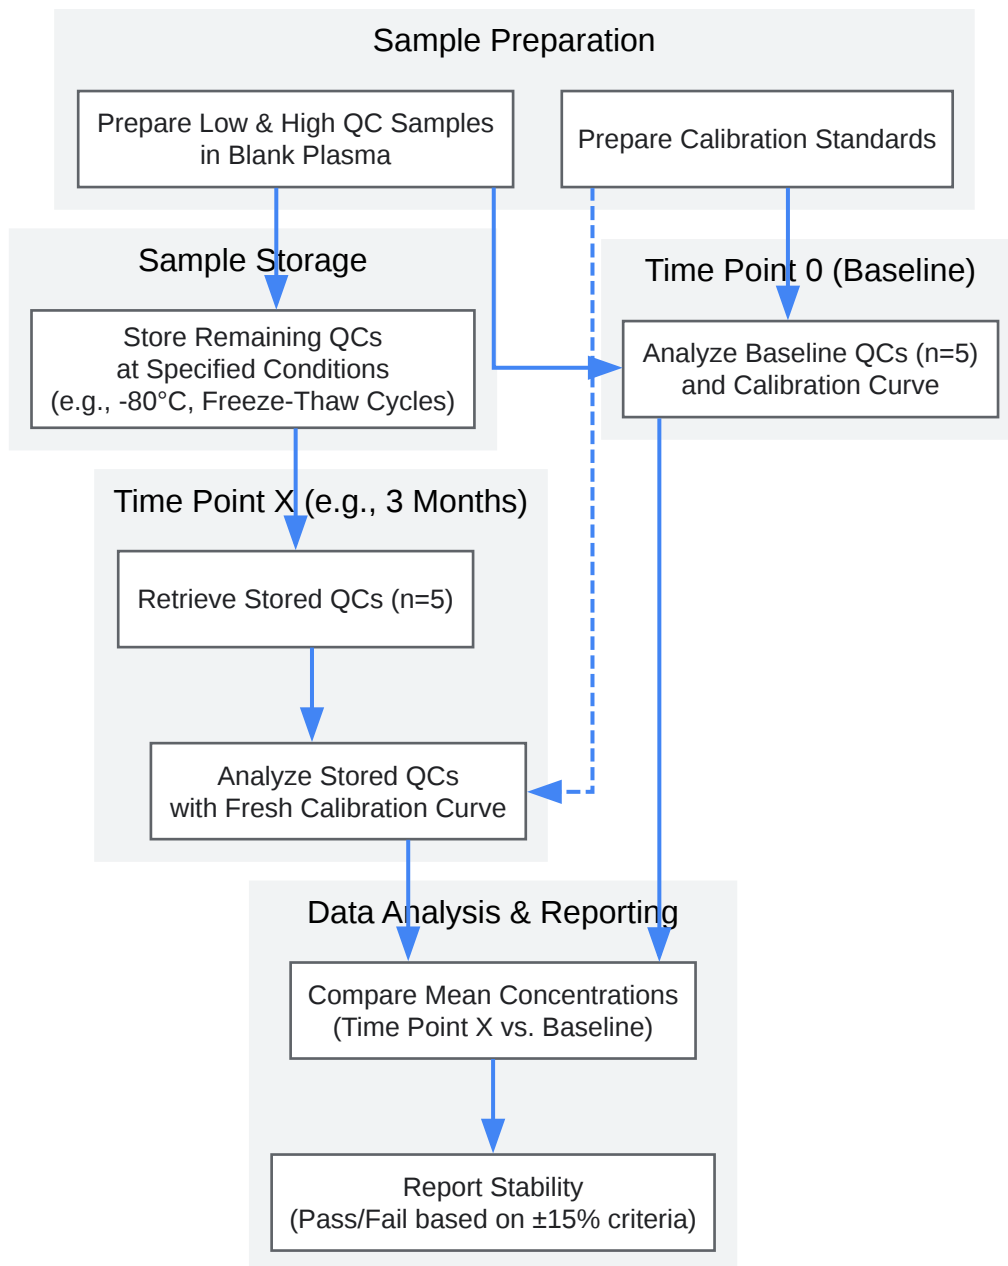 Sample Preparation
Prepare Low & High QC Samples
in Blank Plasma
Prepare Calibration Standards
Sample Storage
Time Point 0 (Baseline)
Store Remaining QCs
at Specified Conditions
(e.g., -80°C, Freeze-Thaw Cycles)
Analyze Baseline QCs (n=5)
and Calibration Curve
Time Point X (e.g., 3 Months)
Retrieve Stored QCs (n=5)
Analyze Stored QCs
with Fresh Calibration Curve
Data Analysis & Reporting
Compare Mean Concentrations
(Time Point X vs. Baseline)
Report Stability
(Pass/Fail based on ±15% criteria)